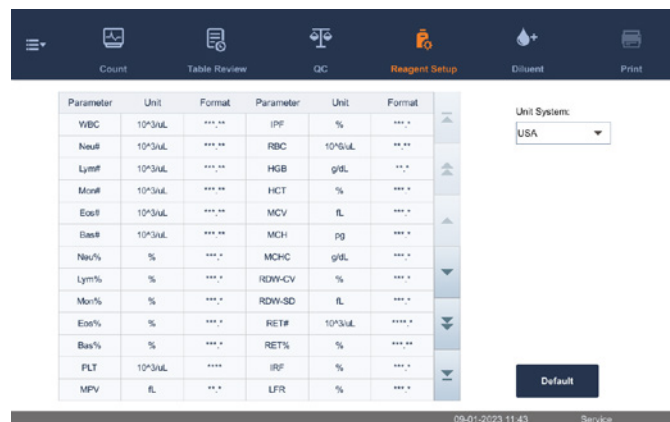 Count Table Review QC Reagent Setup Diluent Print
Parameter Unit Format Parameter Unit Format
Unit System:
USA
WBC 10^3/uL ***.** IPF % ***.*
Neu# 10^3/uL ***.** RBC 10^6/uL **.**
Lym# 10^3/uL ***.** HGB g/dL **.*
Mon# 10^3/uL ***.** HCT % ***.*
Eos# 10^3/uL ***.** MCV fL ***.*
Bas# 10^3/uL ***.** MCH pg ***.*
Neu% % ***.* MCHC g/dL ***.*
Lym% % ***.* RDW-CV % ***.*
Mon% % ***.* RDW-SD fL ***.*
Eos% % ***.* RET# 10^3/uL ****.*
Bas% % ***.* RET% % ***.**
PLT 10^3/uL **** IRF % ***.*
MPV fL **.* LFR % ***.*
Default
09-01-2023 11:43 Service